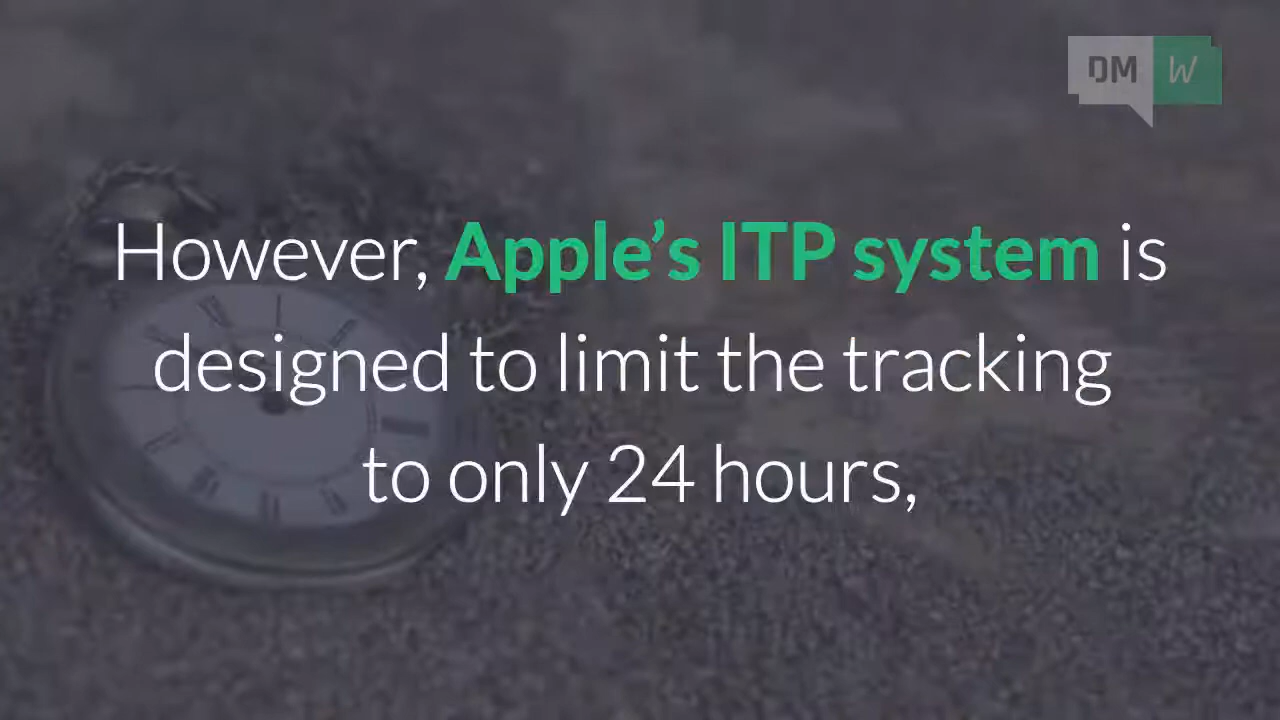 DM W
However, Apple’s ITP system is
designed to limit the tracking
to only 24 hours,